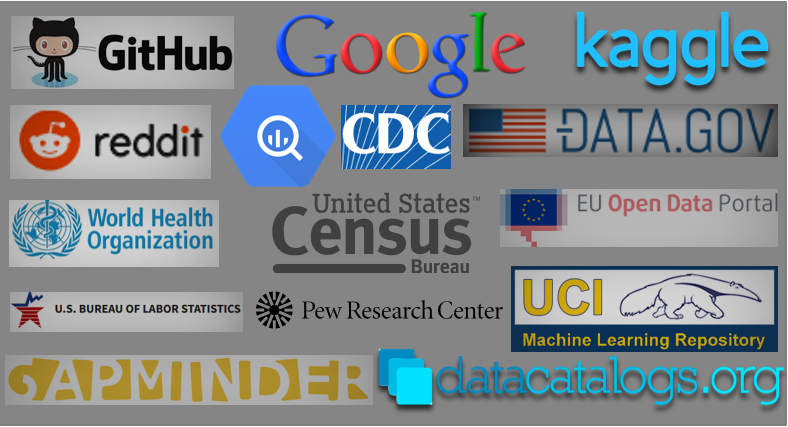 GitHub
Google
kaggle
reddit
CDC
DATA.GOV
World Health
Organization
United States™
Census
Bureau
EU Open Data Portal
U.S. BUREAU OF LABOR STATISTICS
Pew Research Center
UCI
Machine Learning Repository
GAPMINDER
datacatalogs.org